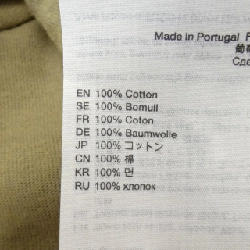 Made in Portugal
EN 100% Cotton
SE 100% Bomull
FR 100% Coton
DE 100% Baumwolle
JP 100% コットン
CN 100% 棉
KR 100% 면
RU 100% хлопок